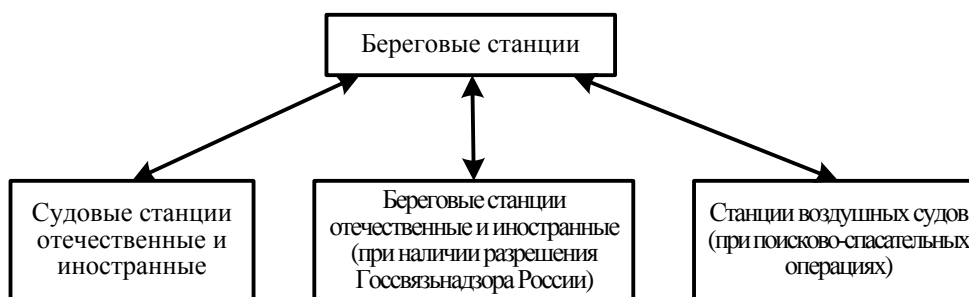 Береговые станции
Судовые станции
отечественные и
иностранные
Береговые станции
отечественные и иностранные
(при наличии разрешения
Госсвязьнадзора России)
Станции воздушных судов
(при поисково-спасательных
операциях)